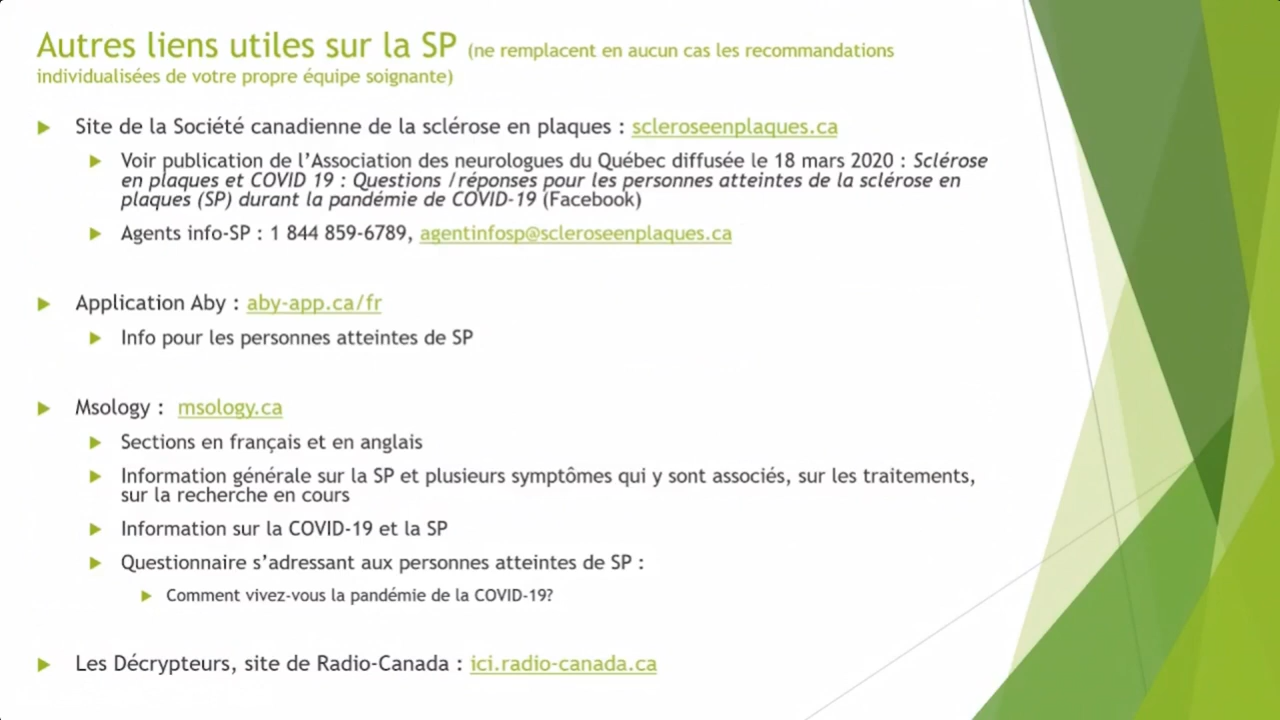 Autres liens utiles sur la SP (ne remplacent en aucun cas les recommandations
individualisées de votre propre équipe soignante)
Site de la Société canadienne de la sclérose en plaques : scleroseenplaques.ca
Voir publication de l’Association des neurologues du Québec diffusée le 18 mars 2020 : Sclérose
en plaques et COVID 19 : Questions /réponses pour les personnes atteintes de la sclérose en
plaques (SP) durant la pandémie de COVID-19 (Facebook)
Agents info-SP : 1 844 859-6789, agentinfosp@scleroseenplaques.ca
Application Aby : aby-app.ca/fr
Info pour les personnes atteintes de SP
Msology : msology.ca
Sections en français et en anglais
Information générale sur la SP et plusieurs symptômes qui y sont associés, sur les traitements,
sur la recherche en cours
Information sur la COVID-19 et la SP
Questionnaire s’adressant aux personnes atteintes de SP :
Comment vivez-vous la pandémie de la COVID-19?
Les Décrypteurs, site de Radio-Canada : ici.radio-canada.ca